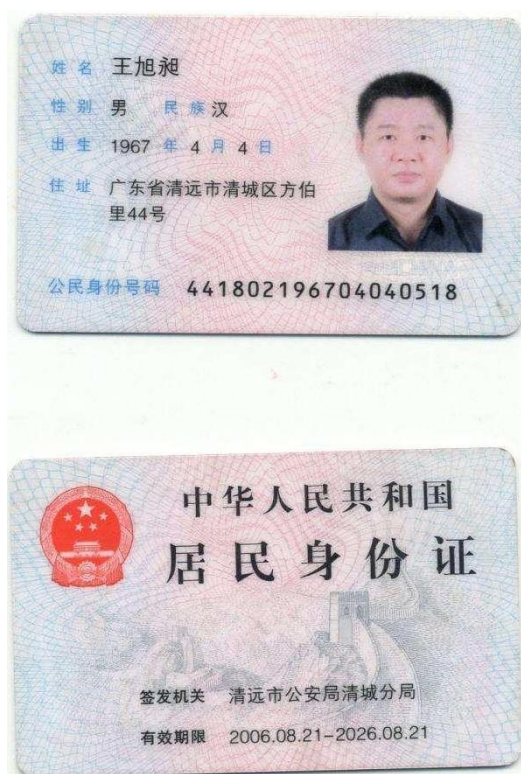 姓名 王旭昶
性别 男 民族 汉
出生 1967 年 4 月 4 日
住址 广东省清远市清城区方伯
里44号
公民身份号码 441802196704040518
中华人民共和国
居民身份证
签发机关 清远市公安局清城分局
有效期限 2006.08.21-2026.08.21